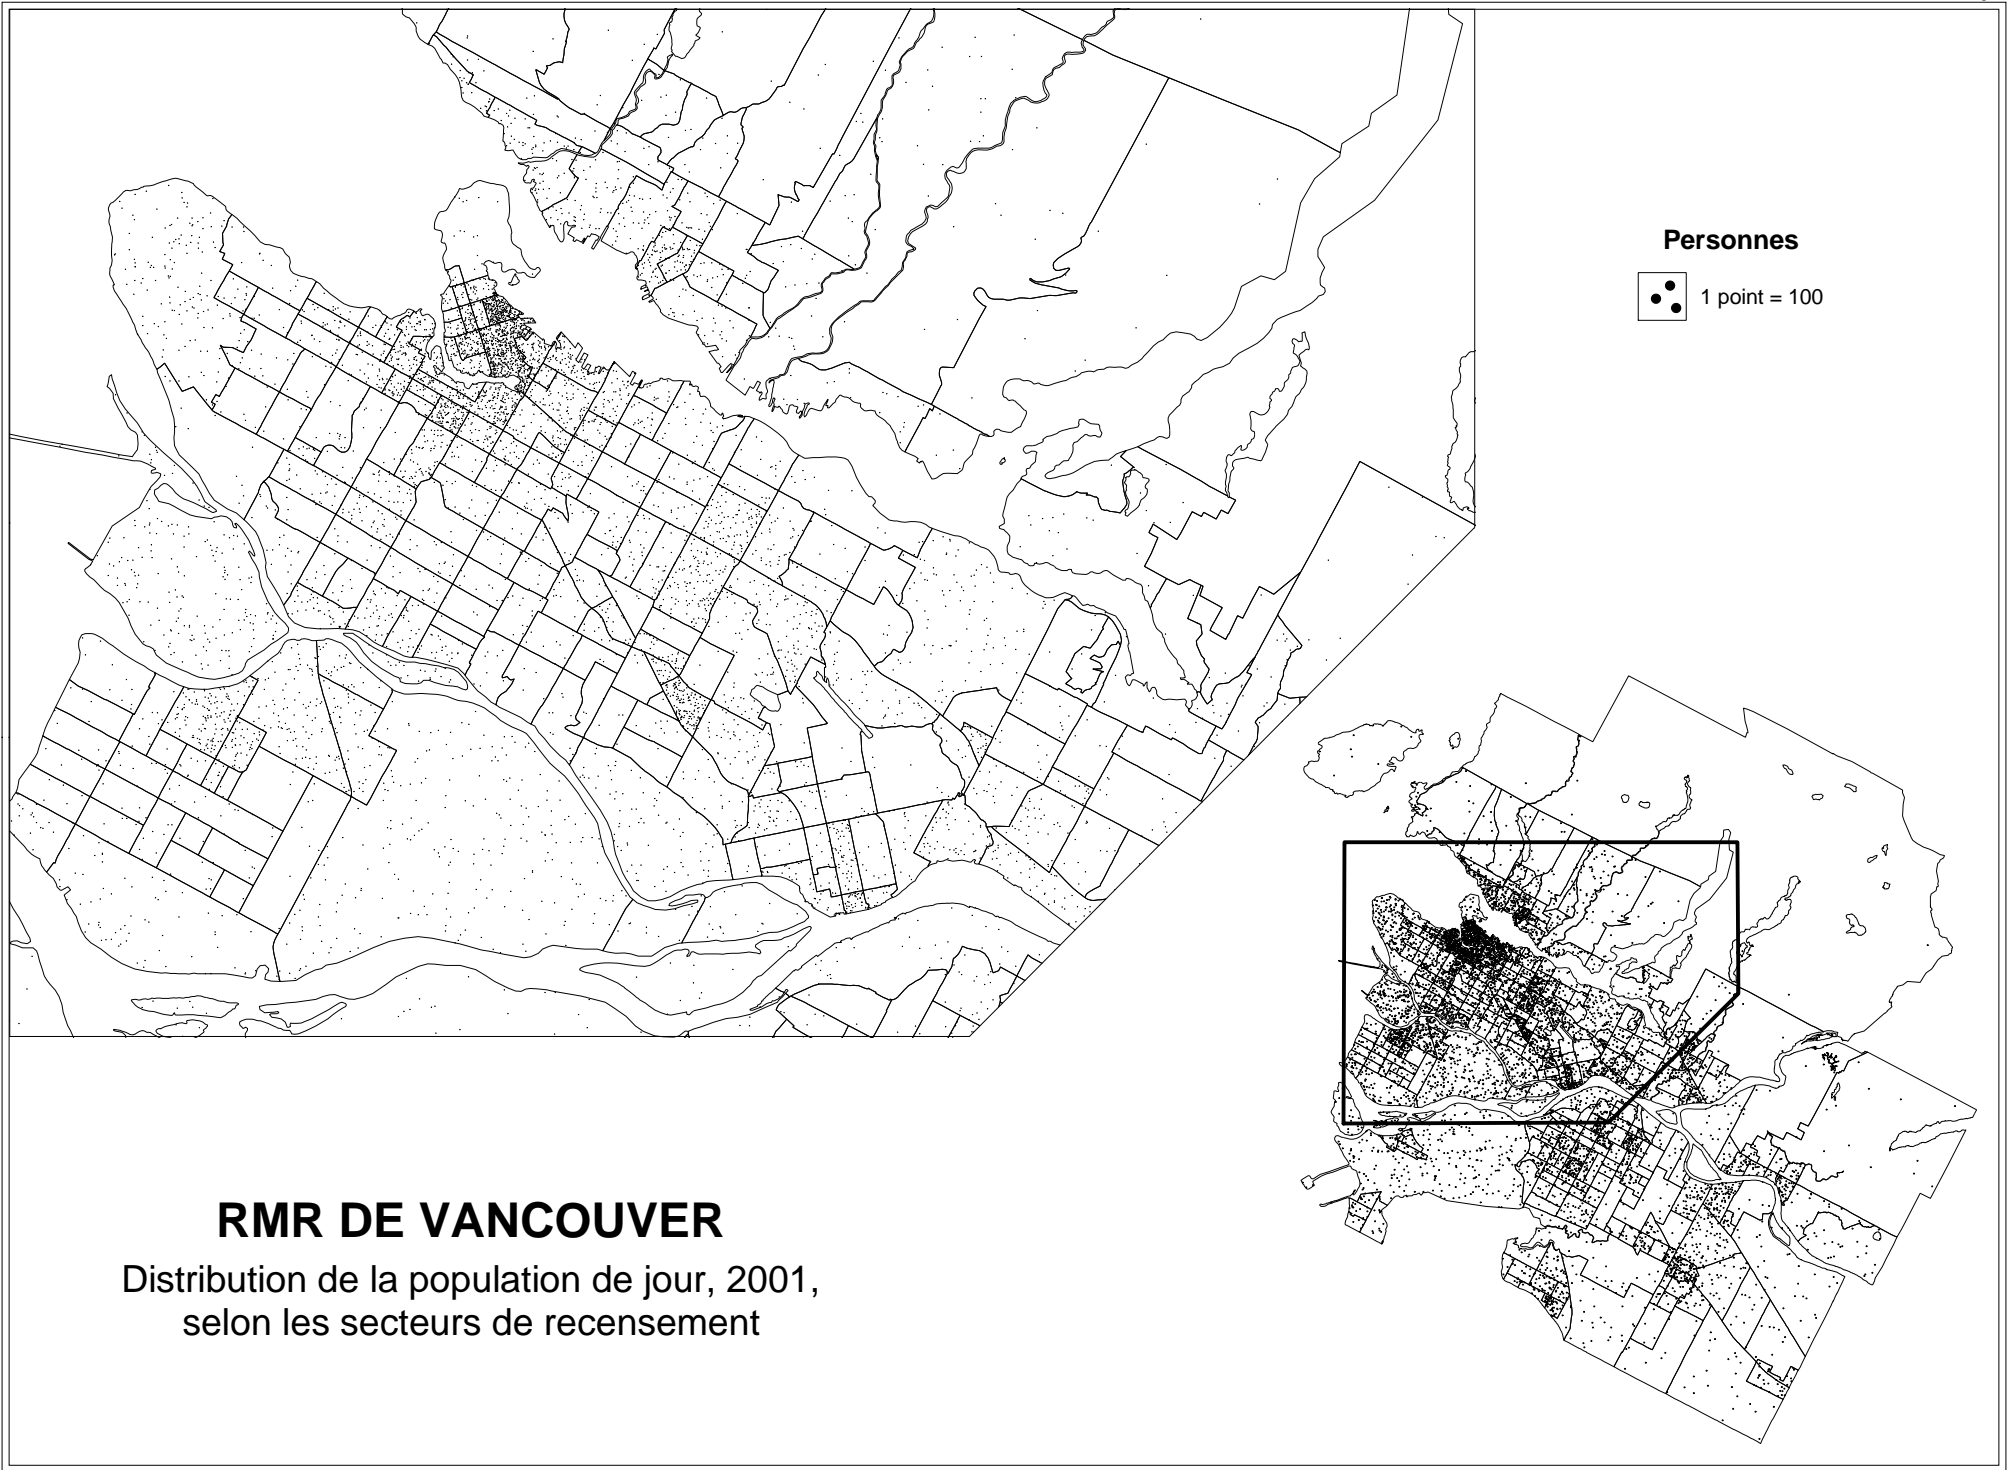 Personnes
1 point = 100
RMR DE VANCOUVER
Distribution de la population de jour, 2001,
selon les secteurs de recensement